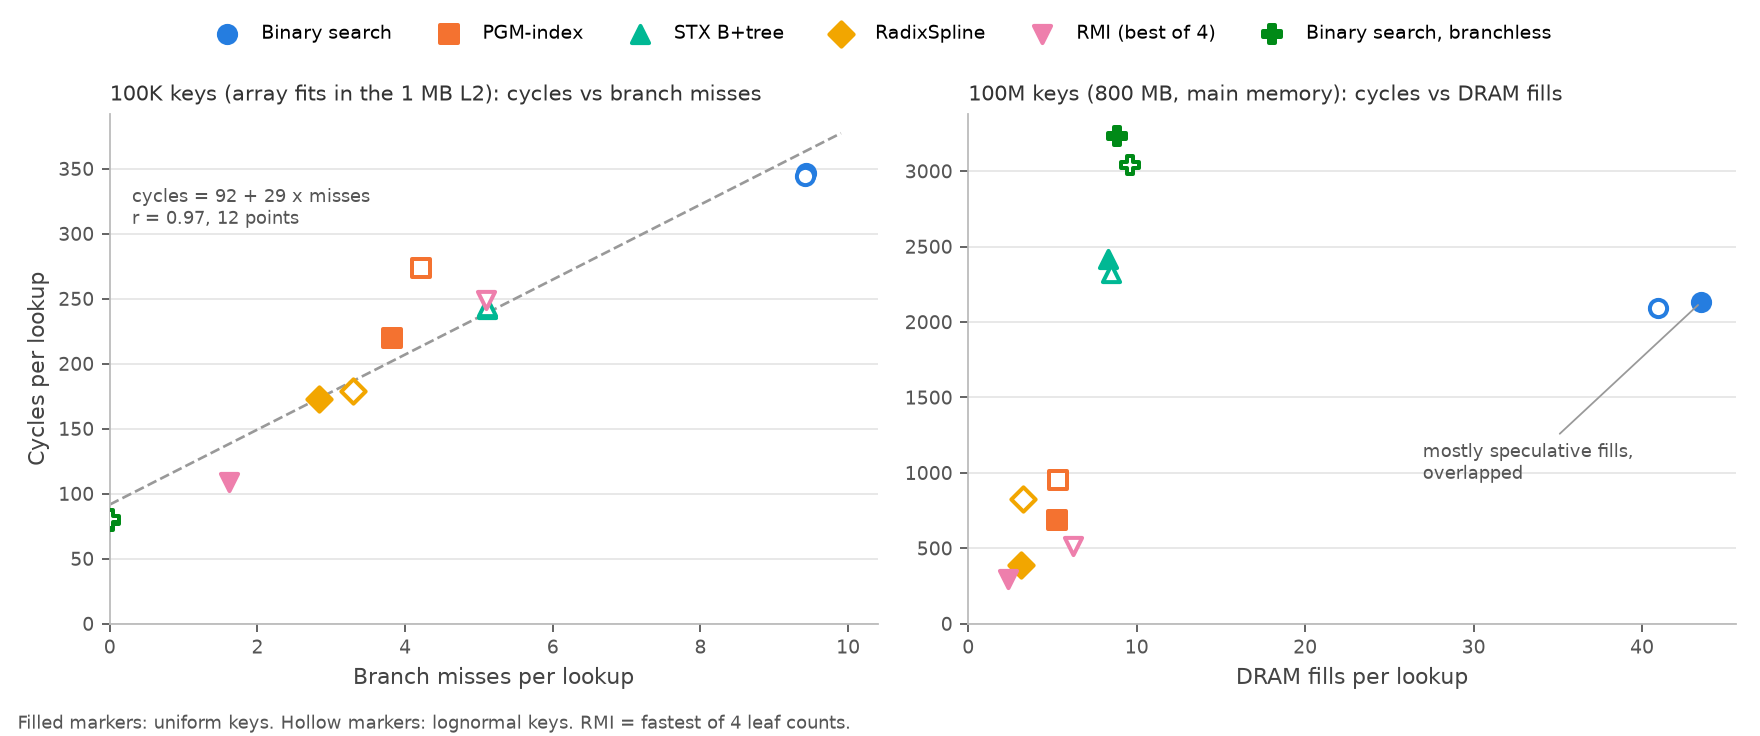 Binary search
PGM-index
STX B+tree
RadixSpline
RMI (best of 4)
Binary search, branchless
100K keys (array fits in the 1 MB L2): cycles vs branch misses
cycles = 92 + 29 x misses
r = 0.97, 12 points
Cycles per lookup
350
300
250
200
150
100
50
0
0
2
4
6
8
10
Branch misses per lookup
100M keys (800 MB, main memory): cycles vs DRAM fills
3000
2500
2000
1500
1000
500
0
mostly speculative fills,
overlapped
0
10
20
30
40
DRAM fills per lookup
Filled markers: uniform keys. Hollow markers: lognormal keys. RMI = fastest of 4 leaf counts.